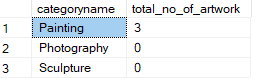 categoryname total_no_of_artwork
1 Painting 3
2 Photography 0
3 Sculpture 0